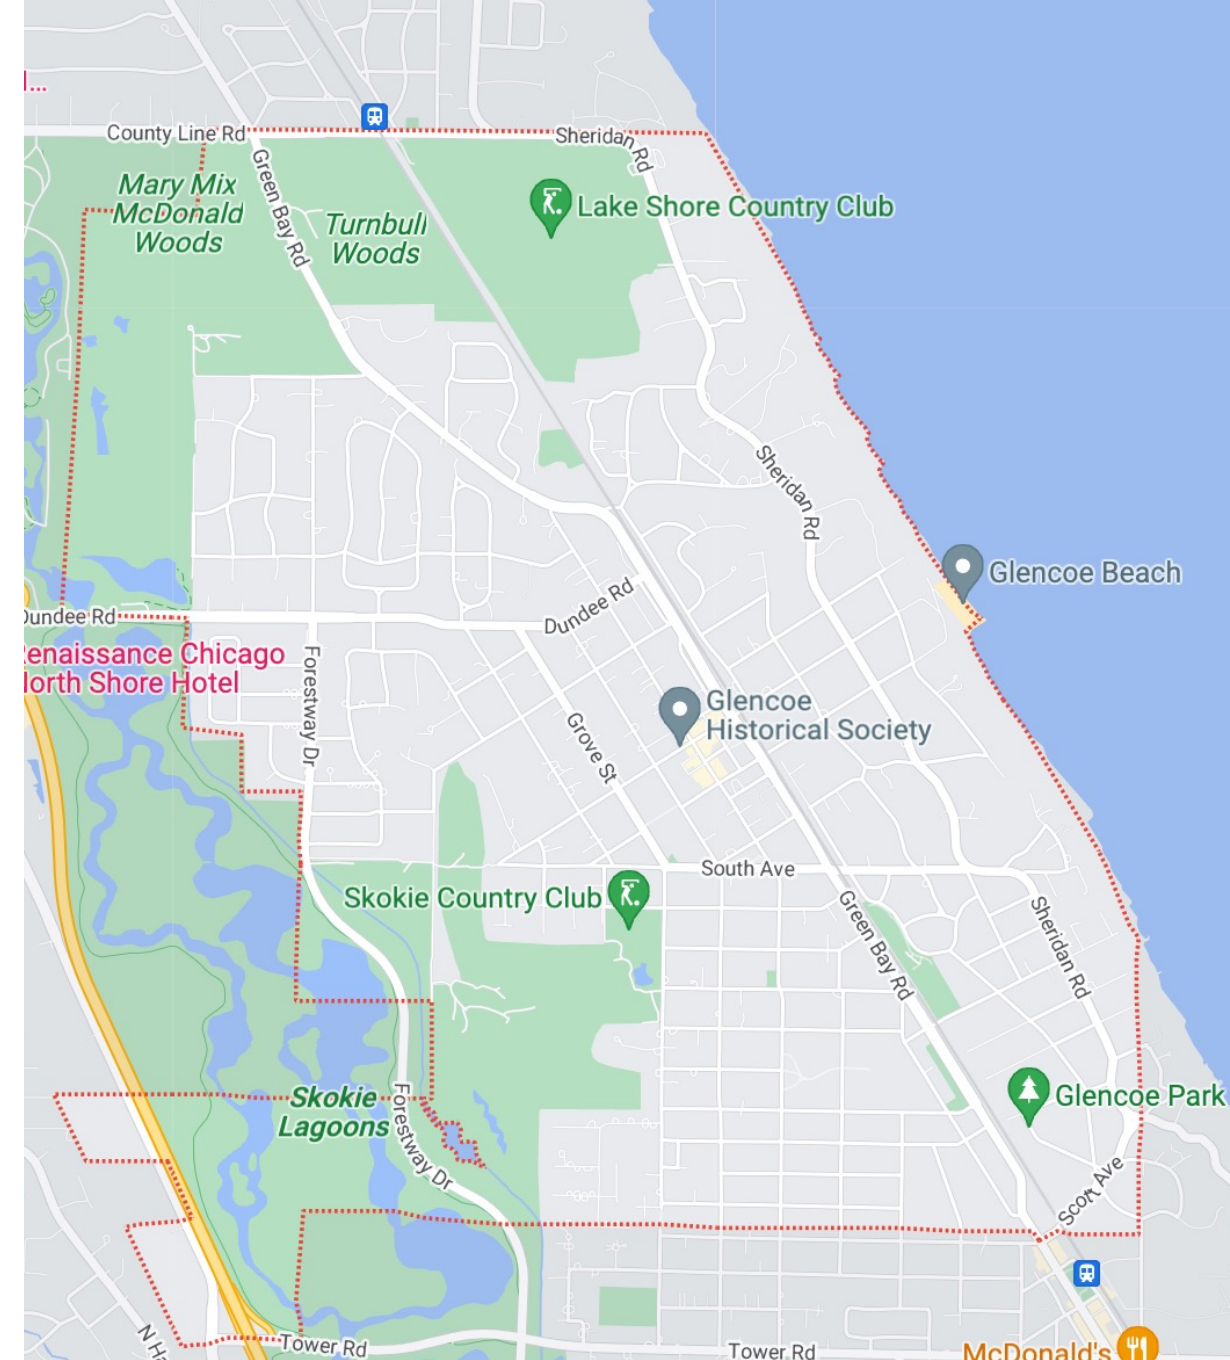 l...
County Line Rd
Sheridan Rd
Mary Mix
McDonald
Woods
Green Bay Rd
Turnbull
Woods
Lake Shore Country Club
Sheridan Rd
Glencoe Beach
Dundee Rd
Dundee Rd
Renaissance Chicago
North Shore Hotel
Forestway Dr
Glencoe
Historical Society
Grove St
South Ave
Skokie Country Club
Green Bay Rd
Sheridan Rd
Skokie
Lagoons
Forestway Dr
Glencoe Park
Scott Ave
N Ha
Tower Rd
Tower Rd
McDonald's